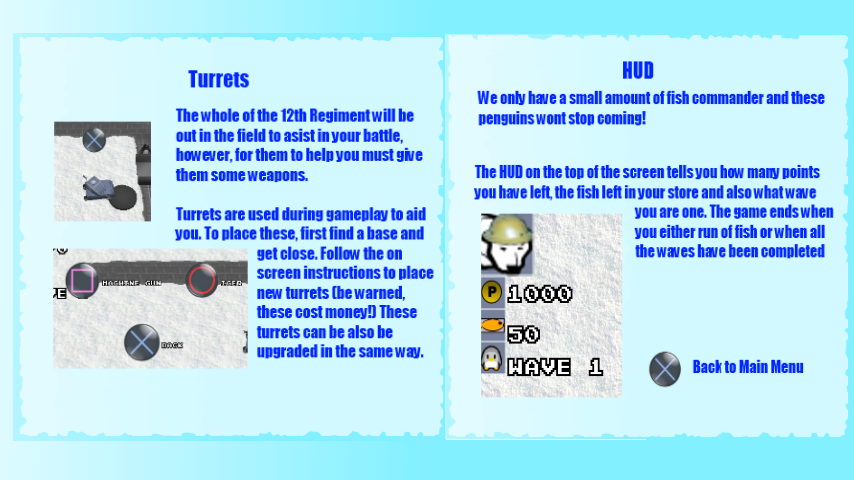 Turrets
The whole of the 12th Regiment will be
out in the field to asist in your battle,
however, for them to help you must give
them some weapons.
Turrets are used during gameplay to aid
you. To place these, first find a base and
get close. Follow the on
screen instructions to place
new turrets (be warned,
these cost money!) These
turrets can be also be
upgraded in the same way.
MACHINE GUN
BACK
HUD
We only have a small amount of fish commander and these
penguins wont stop coming!
The HUD on the top of the screen tells you how many points
you have left, the fish left in your store and also what wave
you are one. The game ends when
you either run of fish or when all
the waves have been completed
P 1000
50
WAVE 1
Back to Main Menu